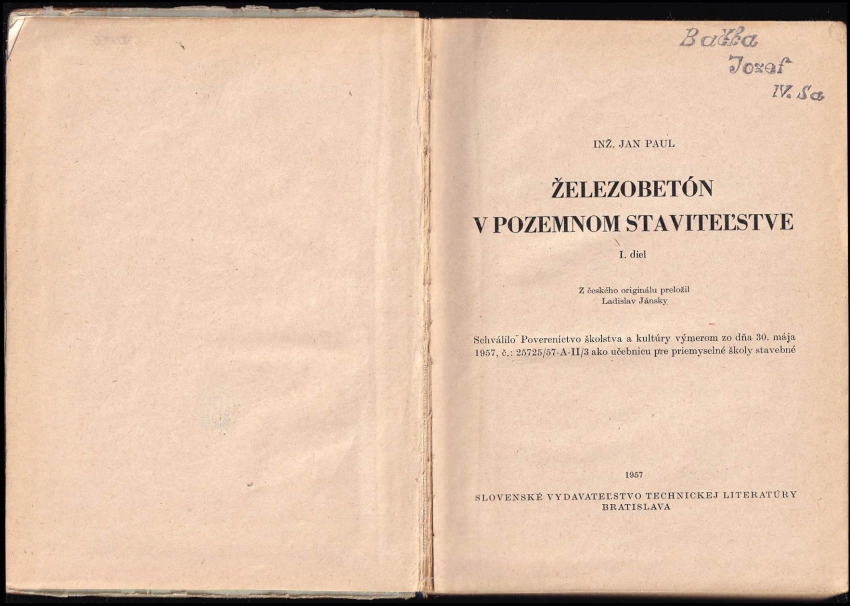 Bačka
Jozef
IV. Sa
INŽ. JAN PAUL
ŽELEZOBETÓN
V POZEMNOM STAVITEĽSTVE
I. diel
Z českého originálu preložil
Ladislav Jánsky
Schválilo Povereníctvo školstva a kultúry výmerom zo dňa 30. mája
1957, č.: 25725/57-A-II/3 ako učebnicu pre priemyselné školy stavebné
1957
SLOVENSKÉ VYDAVATEĽSTVO TECHNICKEJ LITERATÚRY
BRATISLAVA